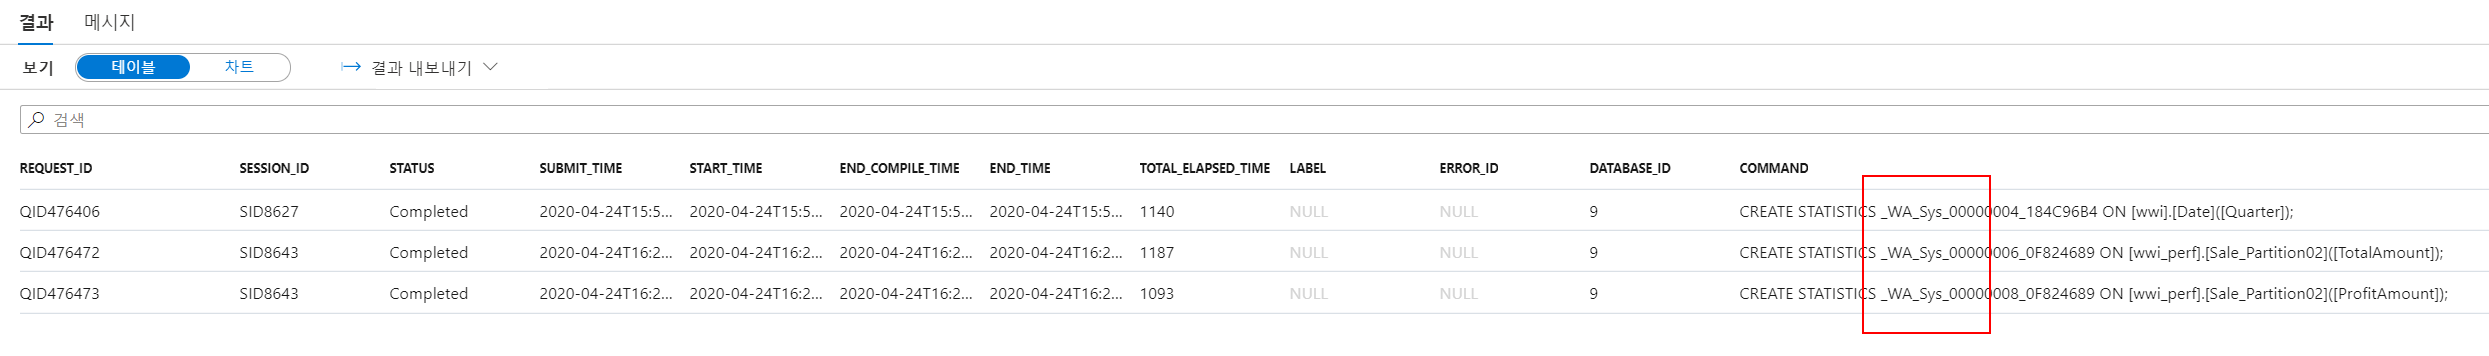 결과 메시지
보기 테이블 차트 결과 내보내기
검색
REQUEST_ID SESSION_ID STATUS SUBMIT_TIME START_TIME END_COMPILE_TIME END_TIME TOTAL_ELAPSED_TIME LABEL ERROR_ID DATABASE_ID COMMAND
QID476406 SID8627 Completed 2020-04-24T15:5... 2020-04-24T15:5... 2020-04-24T15:5... 2020-04-24T15:5... 1140 NULL NULL 9 CREATE STATISTICS _WA_Sys_00000004_184C96B4 ON [wwi].[Date]([Quarter]);
QID476472 SID8643 Completed 2020-04-24T16:2... 2020-04-24T16:2... 2020-04-24T16:2... 2020-04-24T16:2... 1187 NULL NULL 9 CREATE STATISTICS _WA_Sys_00000006_0F824689 ON [wwi_perf].[Sale_Partition02]([TotalAmount]);
QID476473 SID8643 Completed 2020-04-24T16:2... 2020-04-24T16:2... 2020-04-24T16:2... 2020-04-24T16:2... 1093 NULL NULL 9 CREATE STATISTICS _WA_Sys_00000008_0F824689 ON [wwi_perf].[Sale_Partition02]([ProfitAmount]);